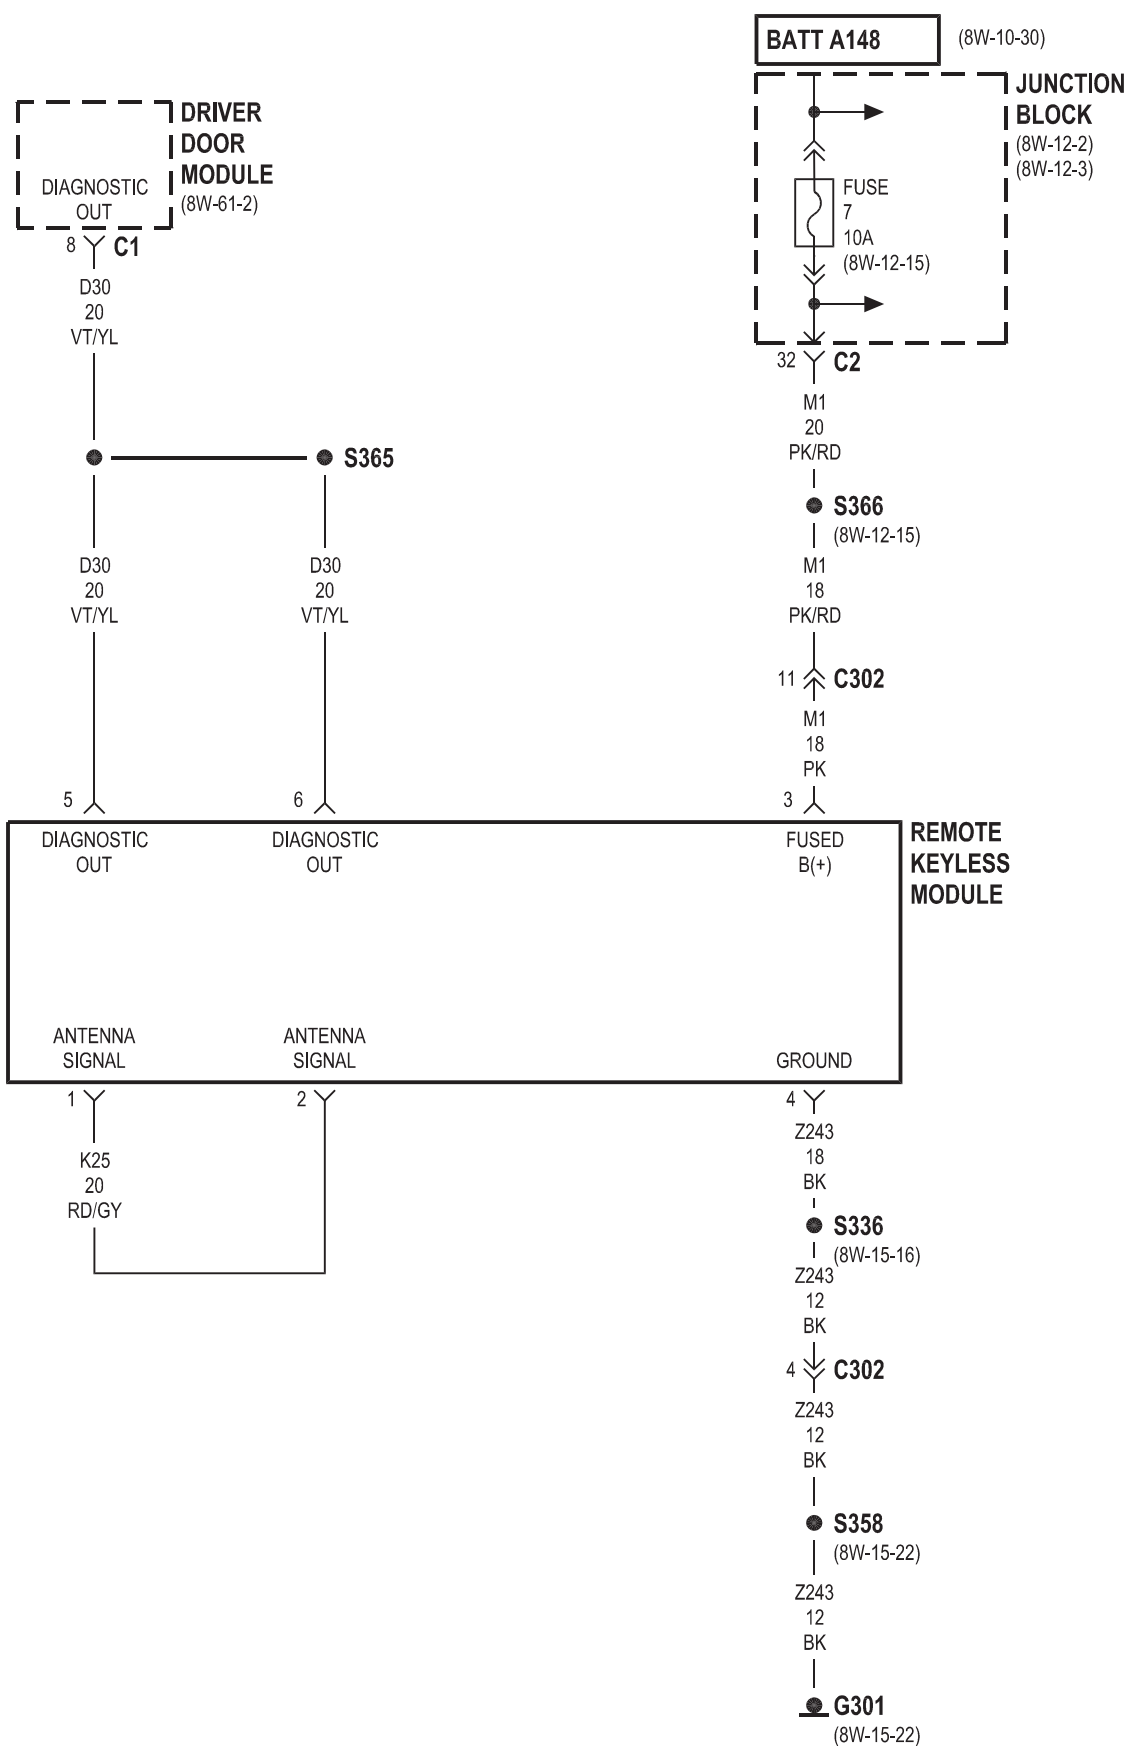 BATT A148
(8W-10-30)
JUNCTION
BLOCK
(8W-12-2)
(8W-12-3)
DRIVER
DOOR
MODULE
(8W-61-2)
DIAGNOSTIC
OUT
8
C1
D30
20
VT/YL
FUSE
7
10A
(8W-12-15)
32
C2
M1
20
PK/RD
S365
S366
(8W-12-15)
D30
20
VT/YL
D30
20
VT/YL
M1
18
PK/RD
11
C302
M1
18
PK
5
6
3
DIAGNOSTIC
OUT
DIAGNOSTIC
OUT
FUSED
B(+)
REMOTE
KEYLESS
MODULE
ANTENNA
SIGNAL
ANTENNA
SIGNAL
GROUND
1
2
4
K25
20
RD/GY
Z243
18
BK
S336
(8W-15-16)
Z243
12
BK
4
C302
Z243
12
BK
S358
(8W-15-22)
Z243
12
BK
G301
(8W-15-22)